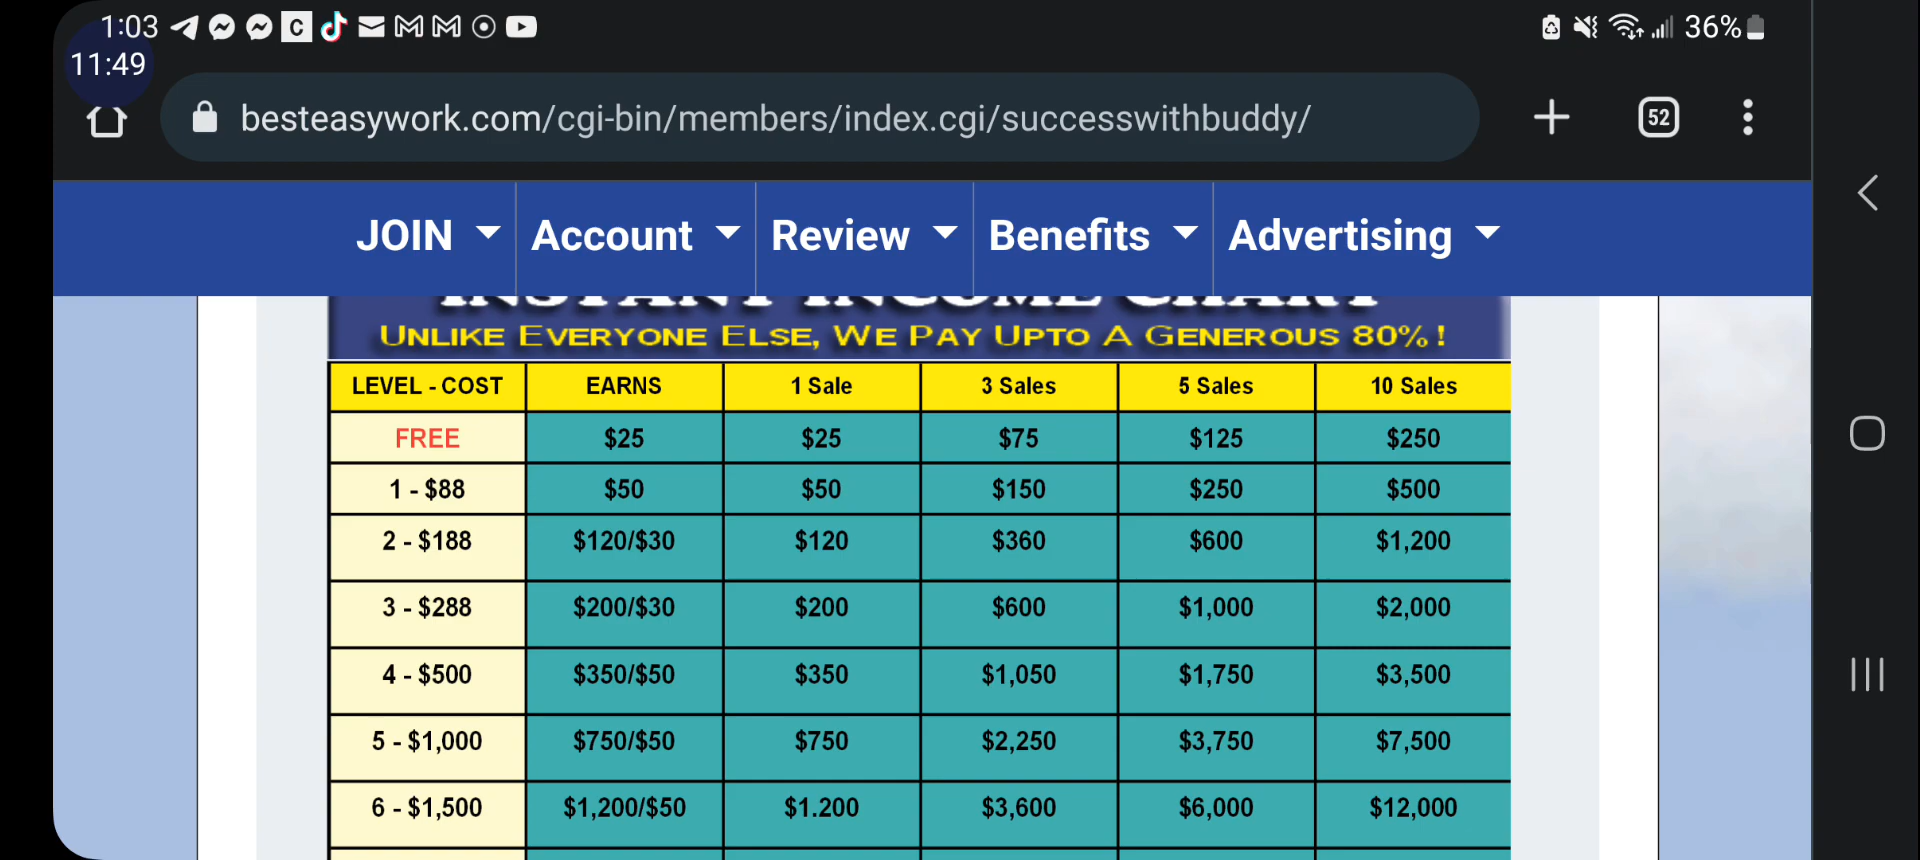 1:03 C 36%
11:49
besteasywork.com/cgi-bin/members/index.cgi/successwithbuddy/ 52
JOIN Account Review Benefits Advertising
INSTANT INCOME CHART
UNLIKE EVERYONE ELSE, WE PAY UPTO A GENEROUS 80%!
LEVEL - COST EARNS 1 Sale 3 Sales 5 Sales 10 Sales
FREE $25 $25 $75 $125 $250
1 - $88 $50 $50 $150 $250 $500
2 - $188 $120/$30 $120 $360 $600 $1,200
3 - $288 $200/$30 $200 $600 $1,000 $2,000
4 - $500 $350/$50 $350 $1,050 $1,750 $3,500
5 - $1,000 $750/$50 $750 $2,250 $3,750 $7,500
6 - $1,500 $1,200/$50 $1.200 $3,600 $6,000 $12,000